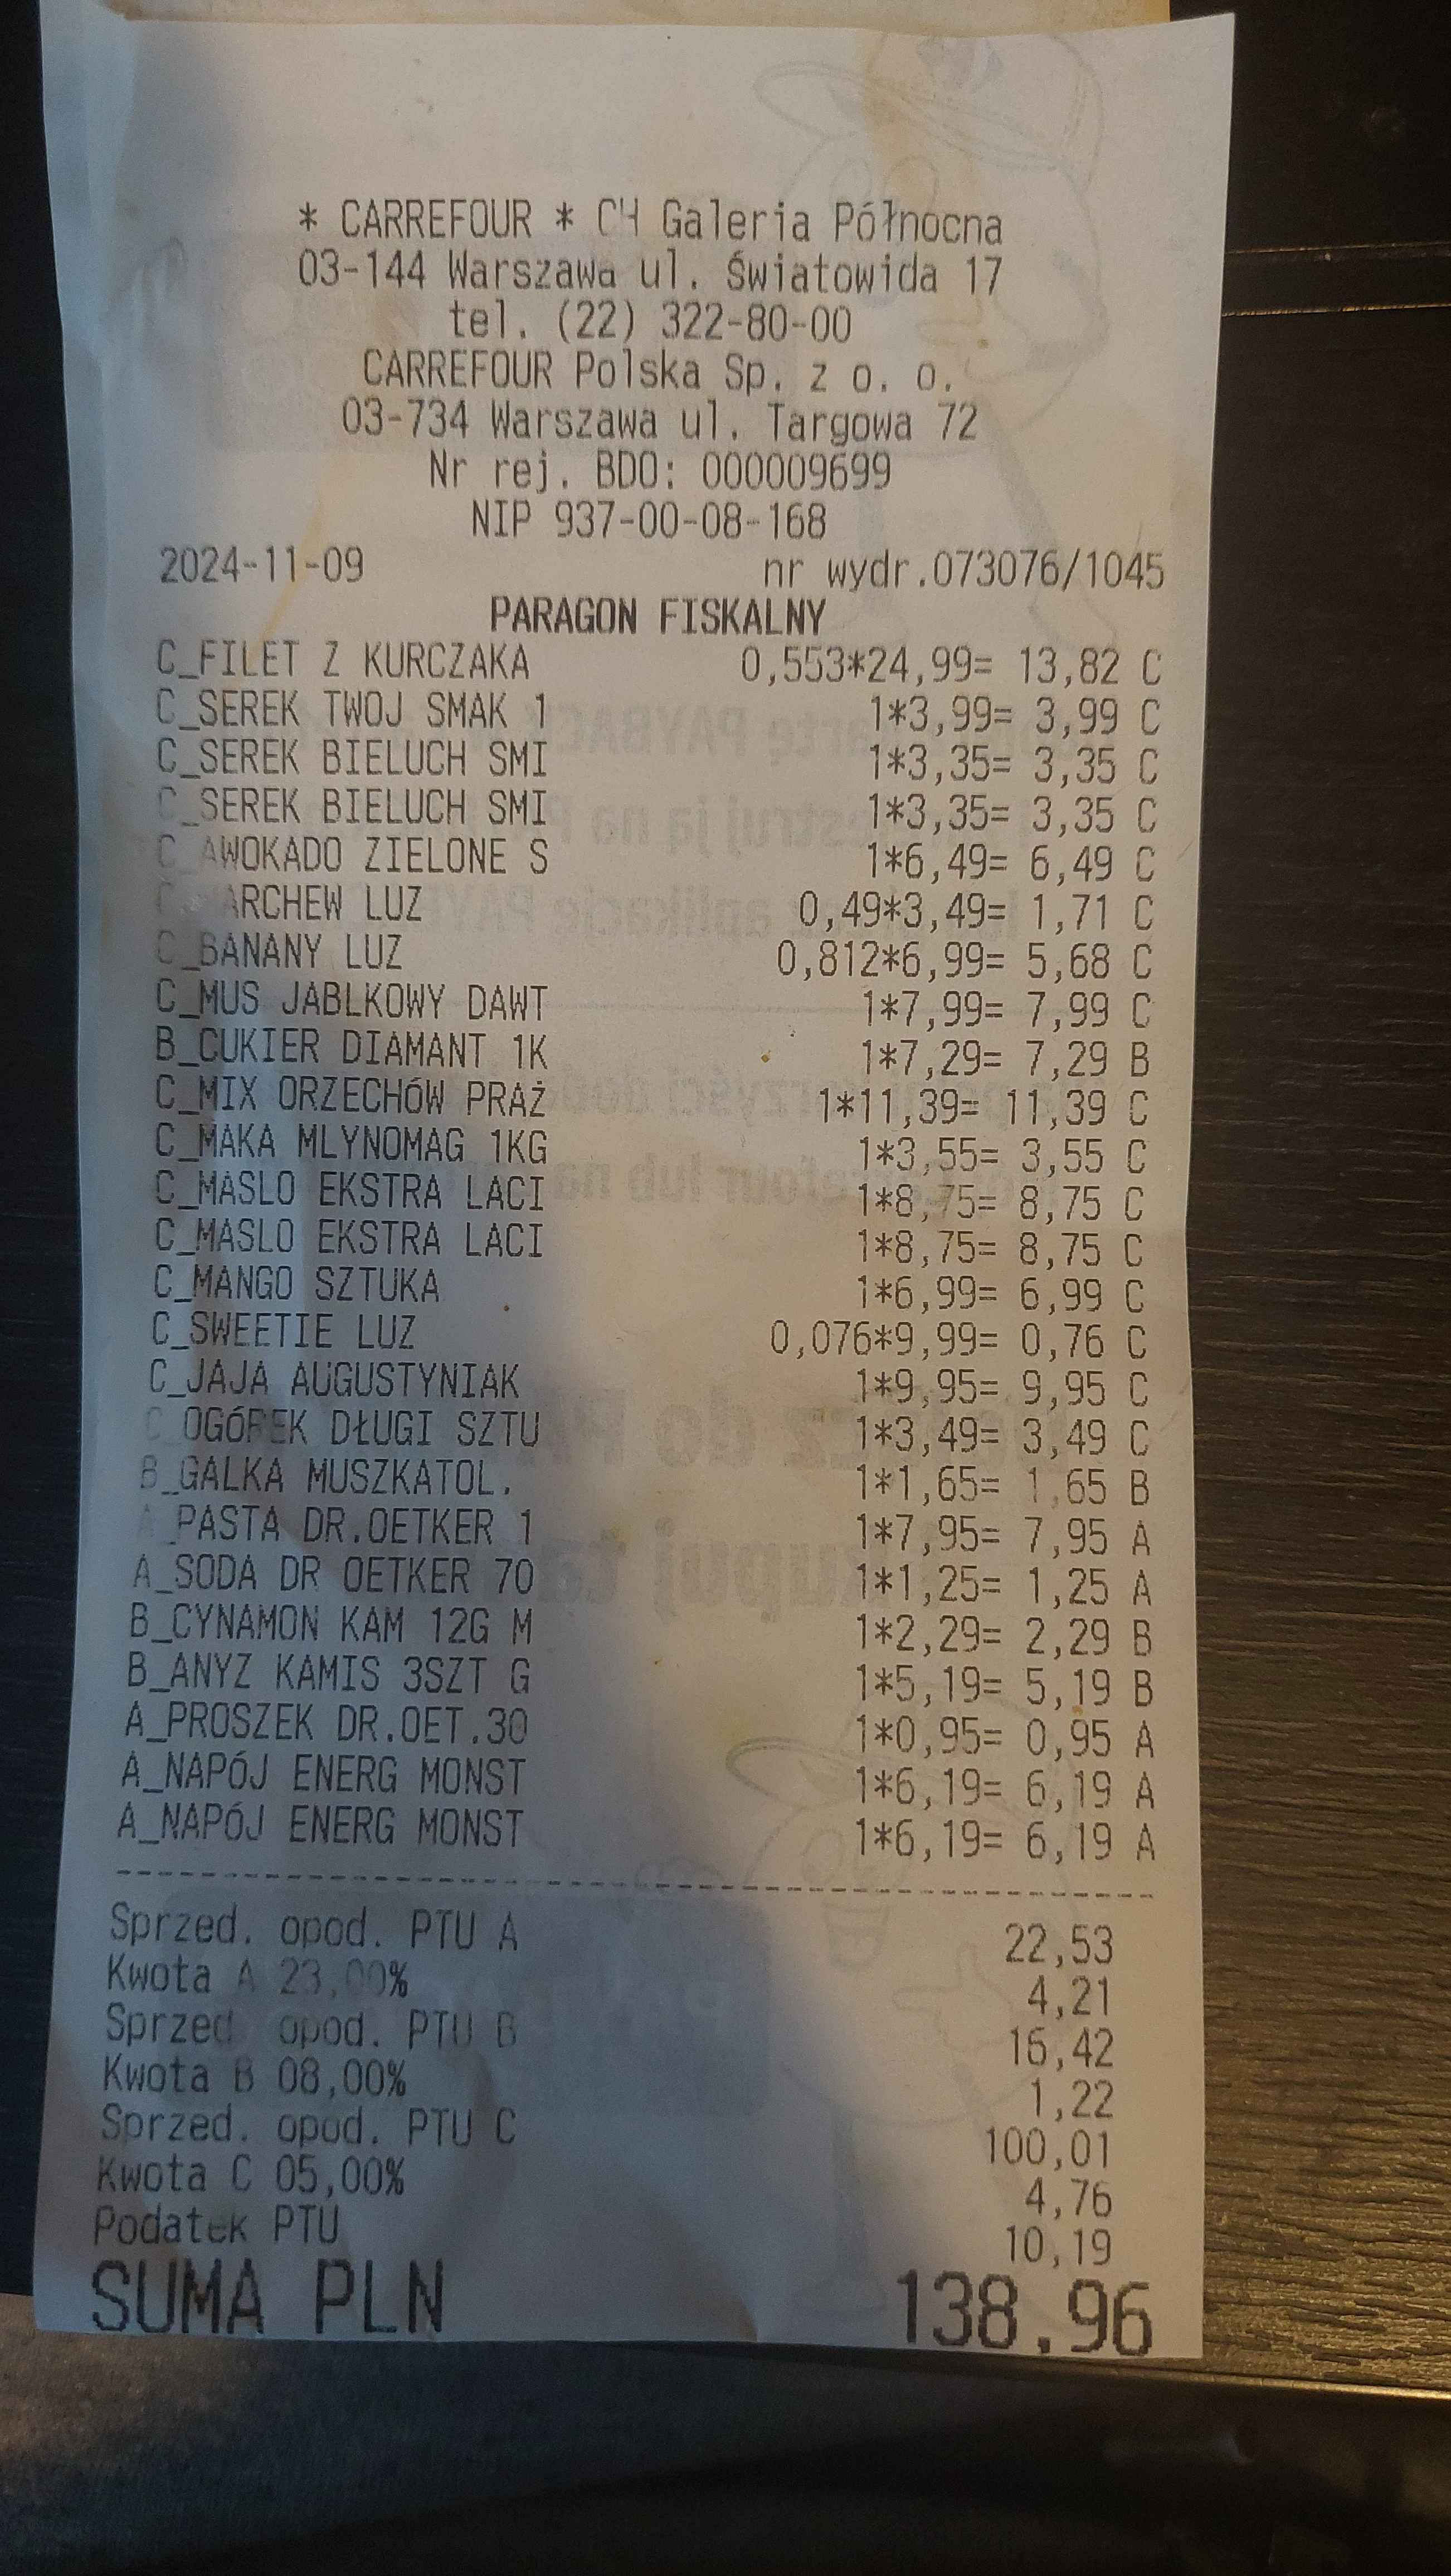 * CARREFOUR * CH Galeria Północna
03-144 Warszawa ul. Światowida 17
tel. (22) 322-80-00
CARREFOUR Polska Sp. z o. o.
03-734 Warszawa ul. Targowa 72
Nr rej. BDO: 000009699
NIP 937-00-08-168
2024-11-09 nr wydr.073076/1045
PARAGON FISKALNY
C_FILET Z KURCZAKA 0,553*24,99= 13,82 C
C_SEREK TWOJ SMAK 1 1*3,99= 3,99 C
C_SEREK BIELUCH SMI 1*3,35= 3,35 C
C_SEREK BIELUCH SMI 1*3,35= 3,35 C
C_AWOKADO ZIELONE S 1*6,49= 6,49 C
C_MARCHEW LUZ 0,49*3,49= 1,71 C
C_BANANY LUZ 0,812*6,99= 5,68 C
C_MUS JABLKOWY DAWT 1*7,99= 7,99 C
B_CUKIER DIAMANT 1K 1*7,29= 7,29 B
C_MIX ORZECHÓW PRAŻ 1*11,39= 11,39 C
C_MAKA MLYNOMAG 1KG 1*3,55= 3,55 C
C_MASLO EKSTRA LACI 1*8,75= 8,75 C
C_MASLO EKSTRA LACI 1*8,75= 8,75 C
C_MANGO SZTUKA 1*6,99= 6,99 C
C_SWEETIE LUZ 0,076*9,99= 0,76 C
C_JAJA AUGUSTYNIAK 1*9,95= 9,95 C
C_OGÓREK DŁUGI SZTU 1*3,49= 3,49 C
B_GALKA MUSZKATOL. 1*1,65= 1,65 B
A_PASTA DR.OETKER 1 1*7,95= 7,95 A
A_SODA DR OETKER 70 1*1,25= 1,25 A
B_CYNAMON KAM 12G M 1*2,29= 2,29 B
B_ANYZ KAMIS 3SZT G 1*5,19= 5,19 B
A_PROSZEK DR.OET.30 1*0,95= 0,95 A
A_NAPÓJ ENERG MONST 1*6,19= 6,19 A
A_NAPÓJ ENERG MONST 1*6,19= 6,19 A
Sprzed. opod. PTU A 22,53
Kwota A 23,00% 4,21
Sprzed. opod. PTU B 16,42
Kwota B 08,00% 1,22
Sprzed. opod. PTU C 100,01
Kwota C 05,00% 4,76
Podatek PTU 10,19
SUMA PLN 138,96